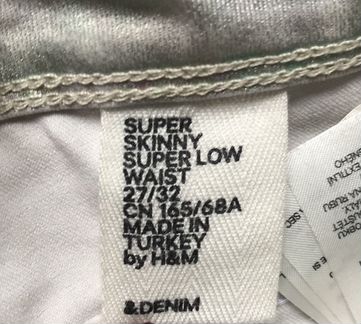 SUPER
SKINNY
SUPER LOW
WAIST
27/32
CN 165/68A
MADE IN
TURKEY
by H&M
&DENIM